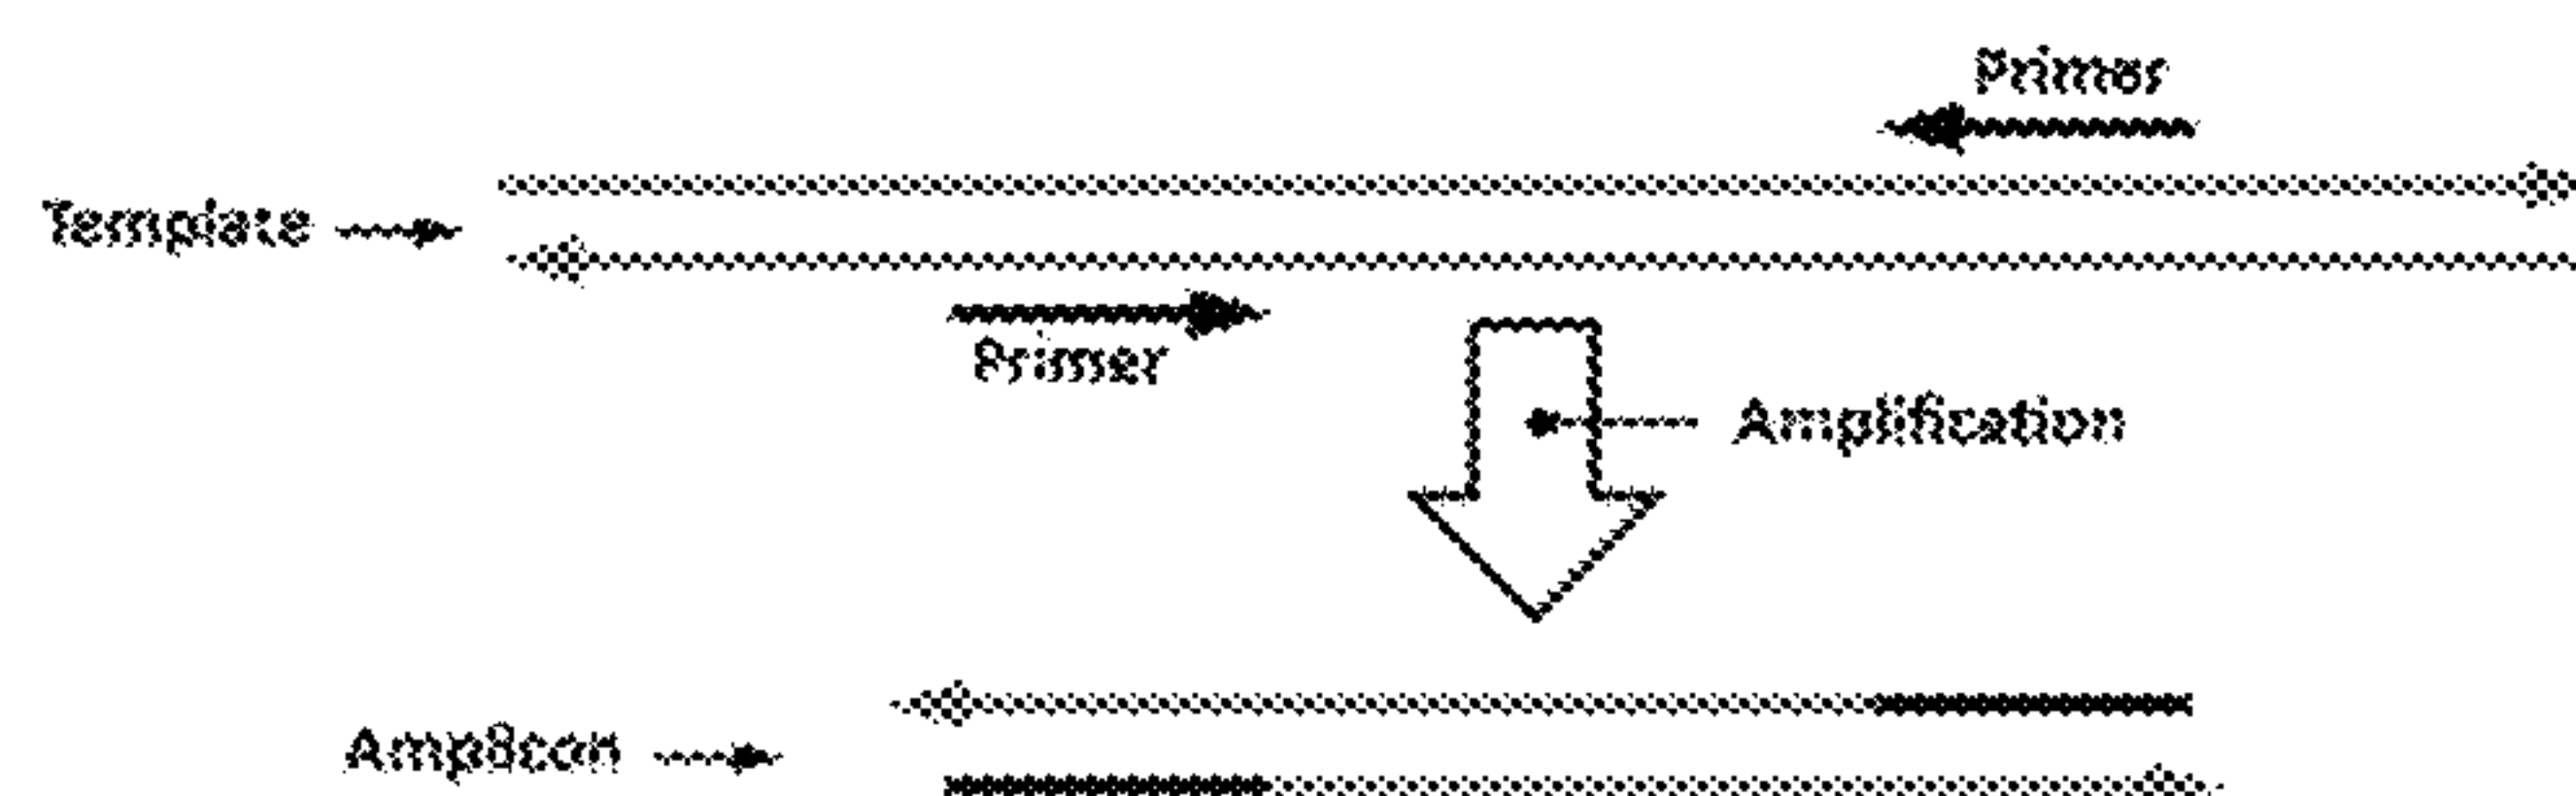 Primer
Template
Primer
Amplification
Amplicon